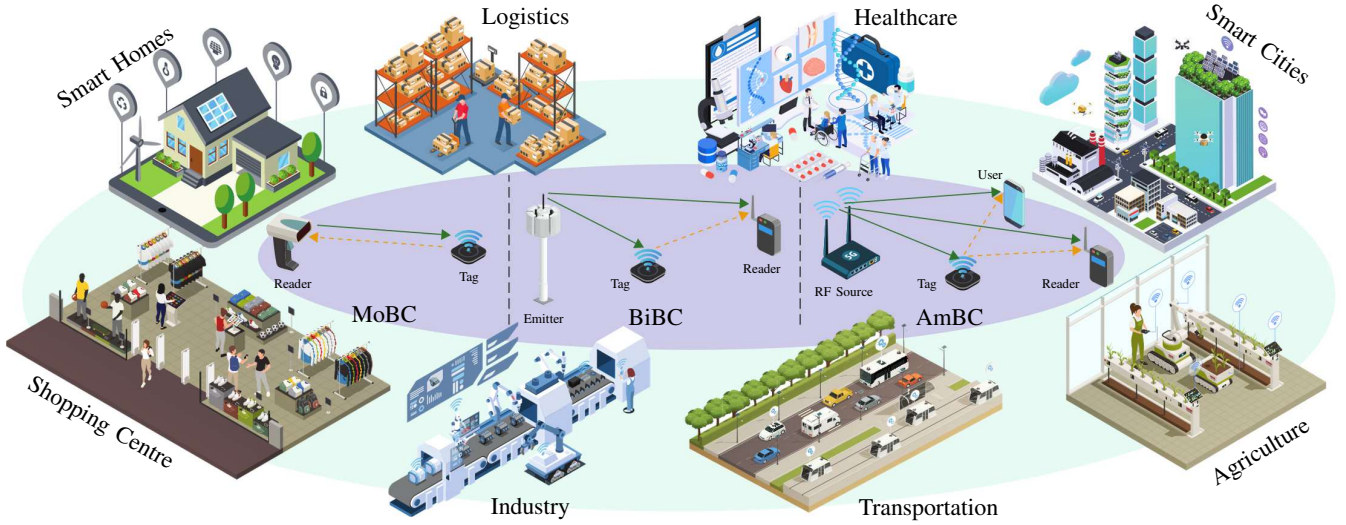 Logistics
Healthcare
Smart Homes
Smart Cities
User
Tag
Reader
Tag
Reader
5G
RF Source
Tag
Reader
Emitter
MoBC
BiBC
AmBC
Shopping Centre
Industry
Transportation
Agriculture